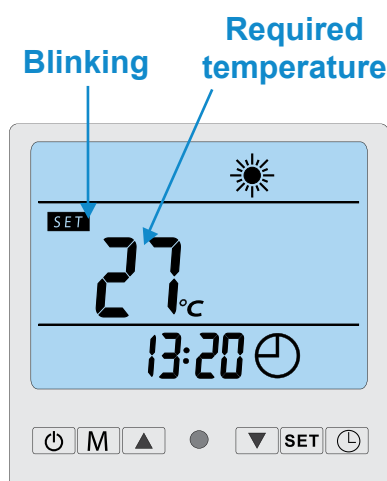 Required
Blinking temperature
SET
27°C
13:20
M SET